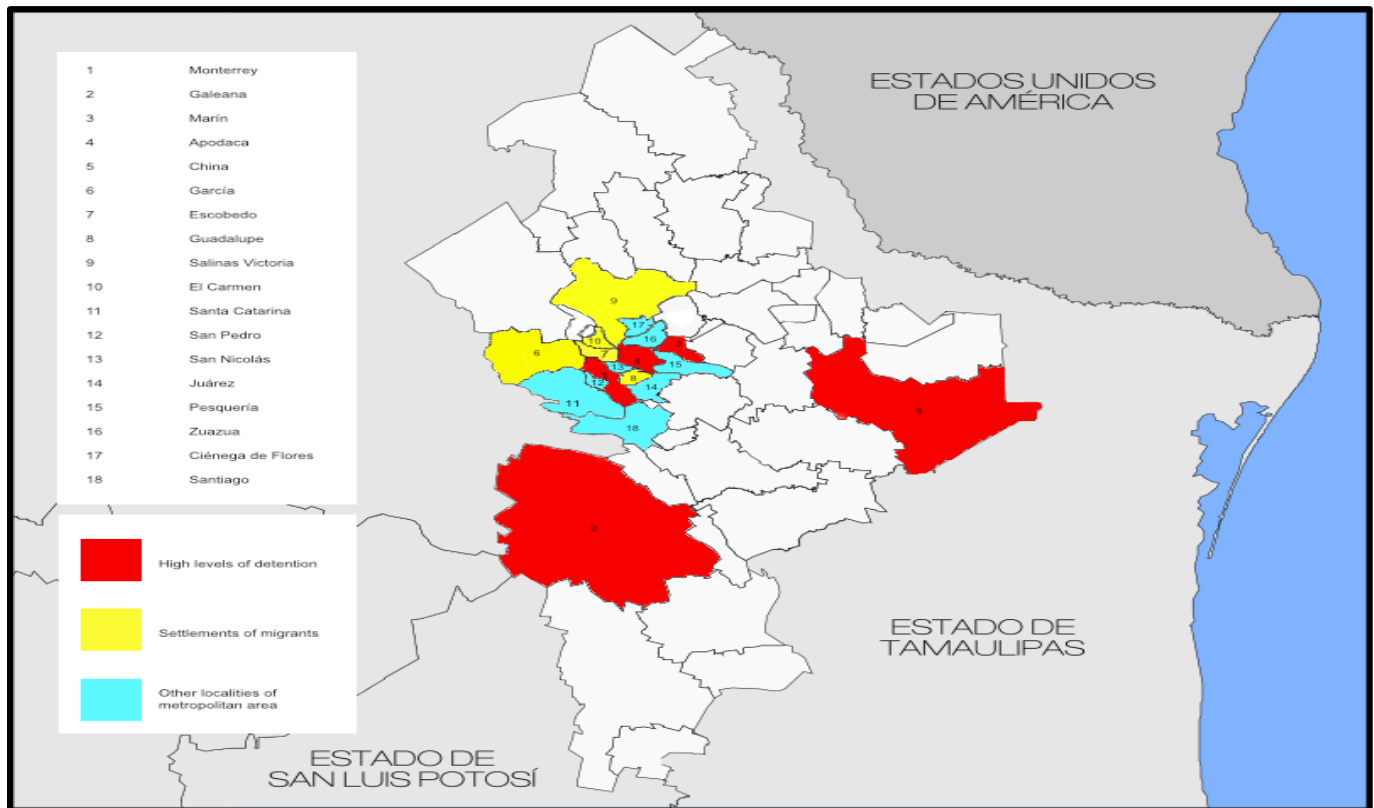 1 Monterrey
2 Galeana
3 Marín
4 Apodaca
5 China
6 García
7 Escobedo
8 Guadalupe
9 Salinas Victoria
10 El Carmen
11 Santa Catarina
12 San Pedro
13 San Nicolás
14 Juárez
15 Pesquería
16 Zuazua
17 Ciénega de Flores
18 Santiago
High levels of detention
Settlements of migrants
Other localities of
metropolitan area
ESTADOS UNIDOS
DE AMÉRICA
9
17
16
10
3
7
6
4
13
15
1
8
12
14
11
5
18
2
ESTADO DE
TAMAULIPAS
ESTADO DE
SAN LUIS POTOSÍ